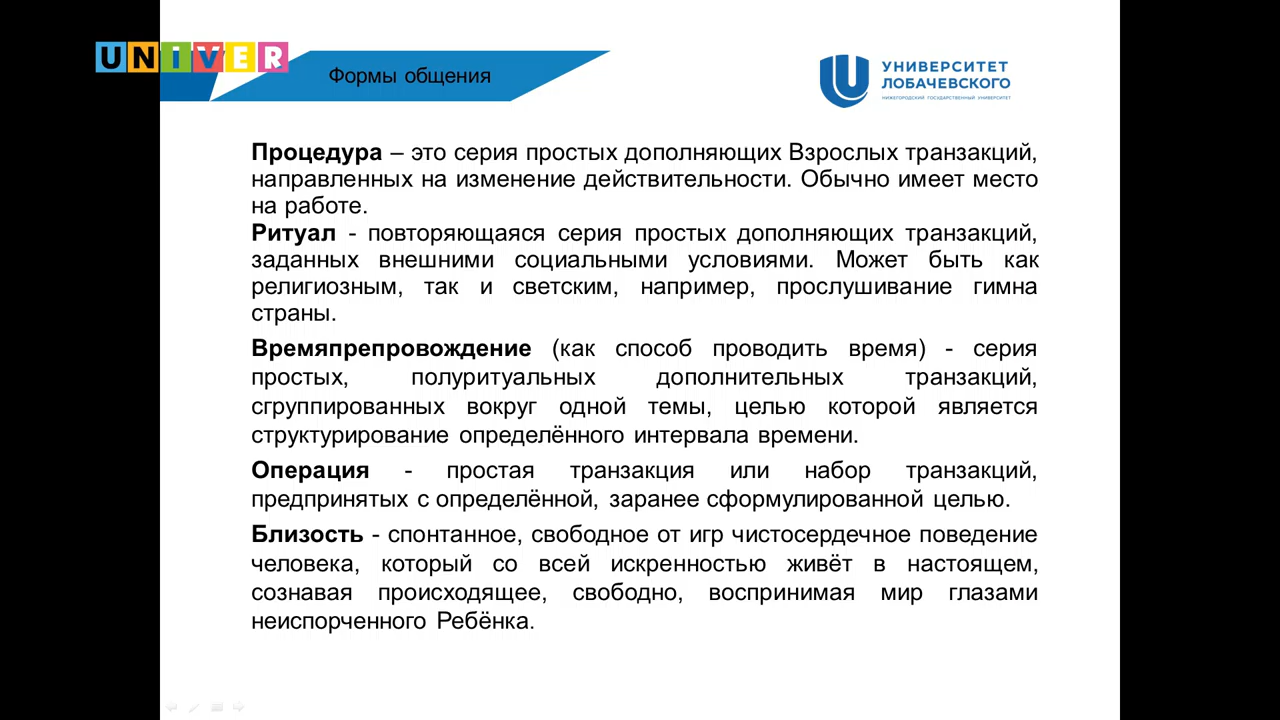 UNIVER
Формы общения
УНИВЕРСИТЕТ
ЛОБАЧЕВСКОГО
НИЖЕГОРОДСКИЙ ГОСУДАРСТВЕННЫЙ УНИВЕРСИТЕТ
Процедура – это серия простых дополняющих Взрослых транзакций,
направленных на изменение действительности. Обычно имеет место
на работе.
Ритуал - повторяющаяся серия простых дополняющих транзакций,
заданных внешними социальными условиями. Может быть как
религиозным, так и светским, например, прослушивание гимна
страны.
Времяпрепровождение (как способ проводить время) - серия
простых, полуритуальных дополнительных транзакций,
сгруппированных вокруг одной темы, целью которой является
структурирование определённого интервала времени.
Операция - простая транзакция или набор транзакций,
предпринятых с определённой, заранее сформулированной целью.
Близость - спонтанное, свободное от игр чистосердечное поведение
человека, который со всей искренностью живёт в настоящем,
сознавая происходящее, свободно, воспринимая мир глазами
неиспорченного Ребёнка.